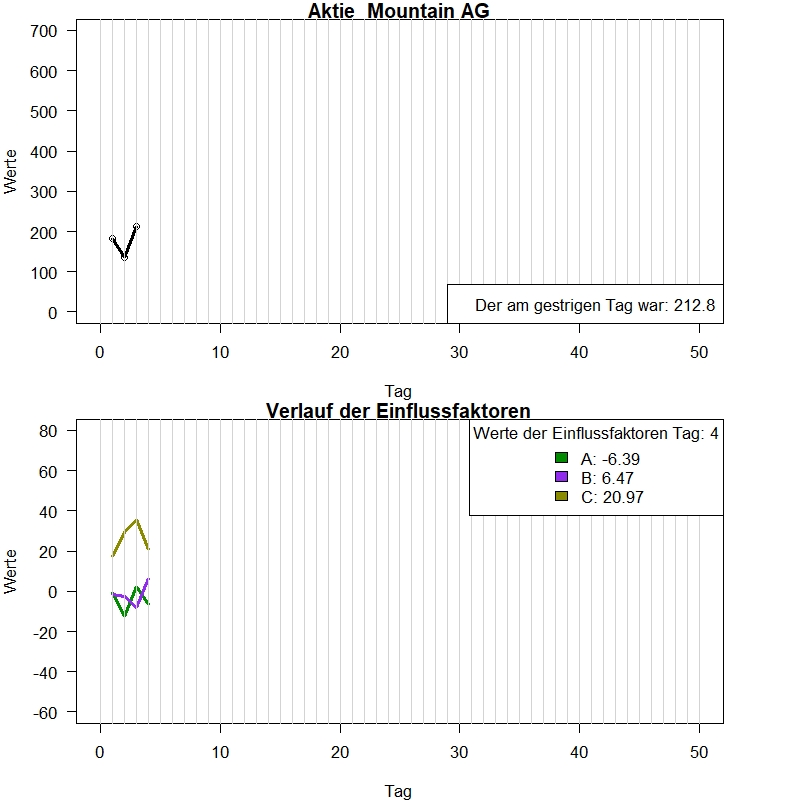 Aktie  Mountain AG
700
600
500
400
300
200
100
0
Werte
Der am gestrigen Tag war: 212.8
0 10 20 30 40 50
Tag
Verlauf der Einflussfaktoren
80
60
40
20
0
-20
-40
-60
Werte
Werte der Einflussfaktoren Tag: 4
A: -6.39
B: 6.47
C: 20.97
0 10 20 30 40 50
Tag